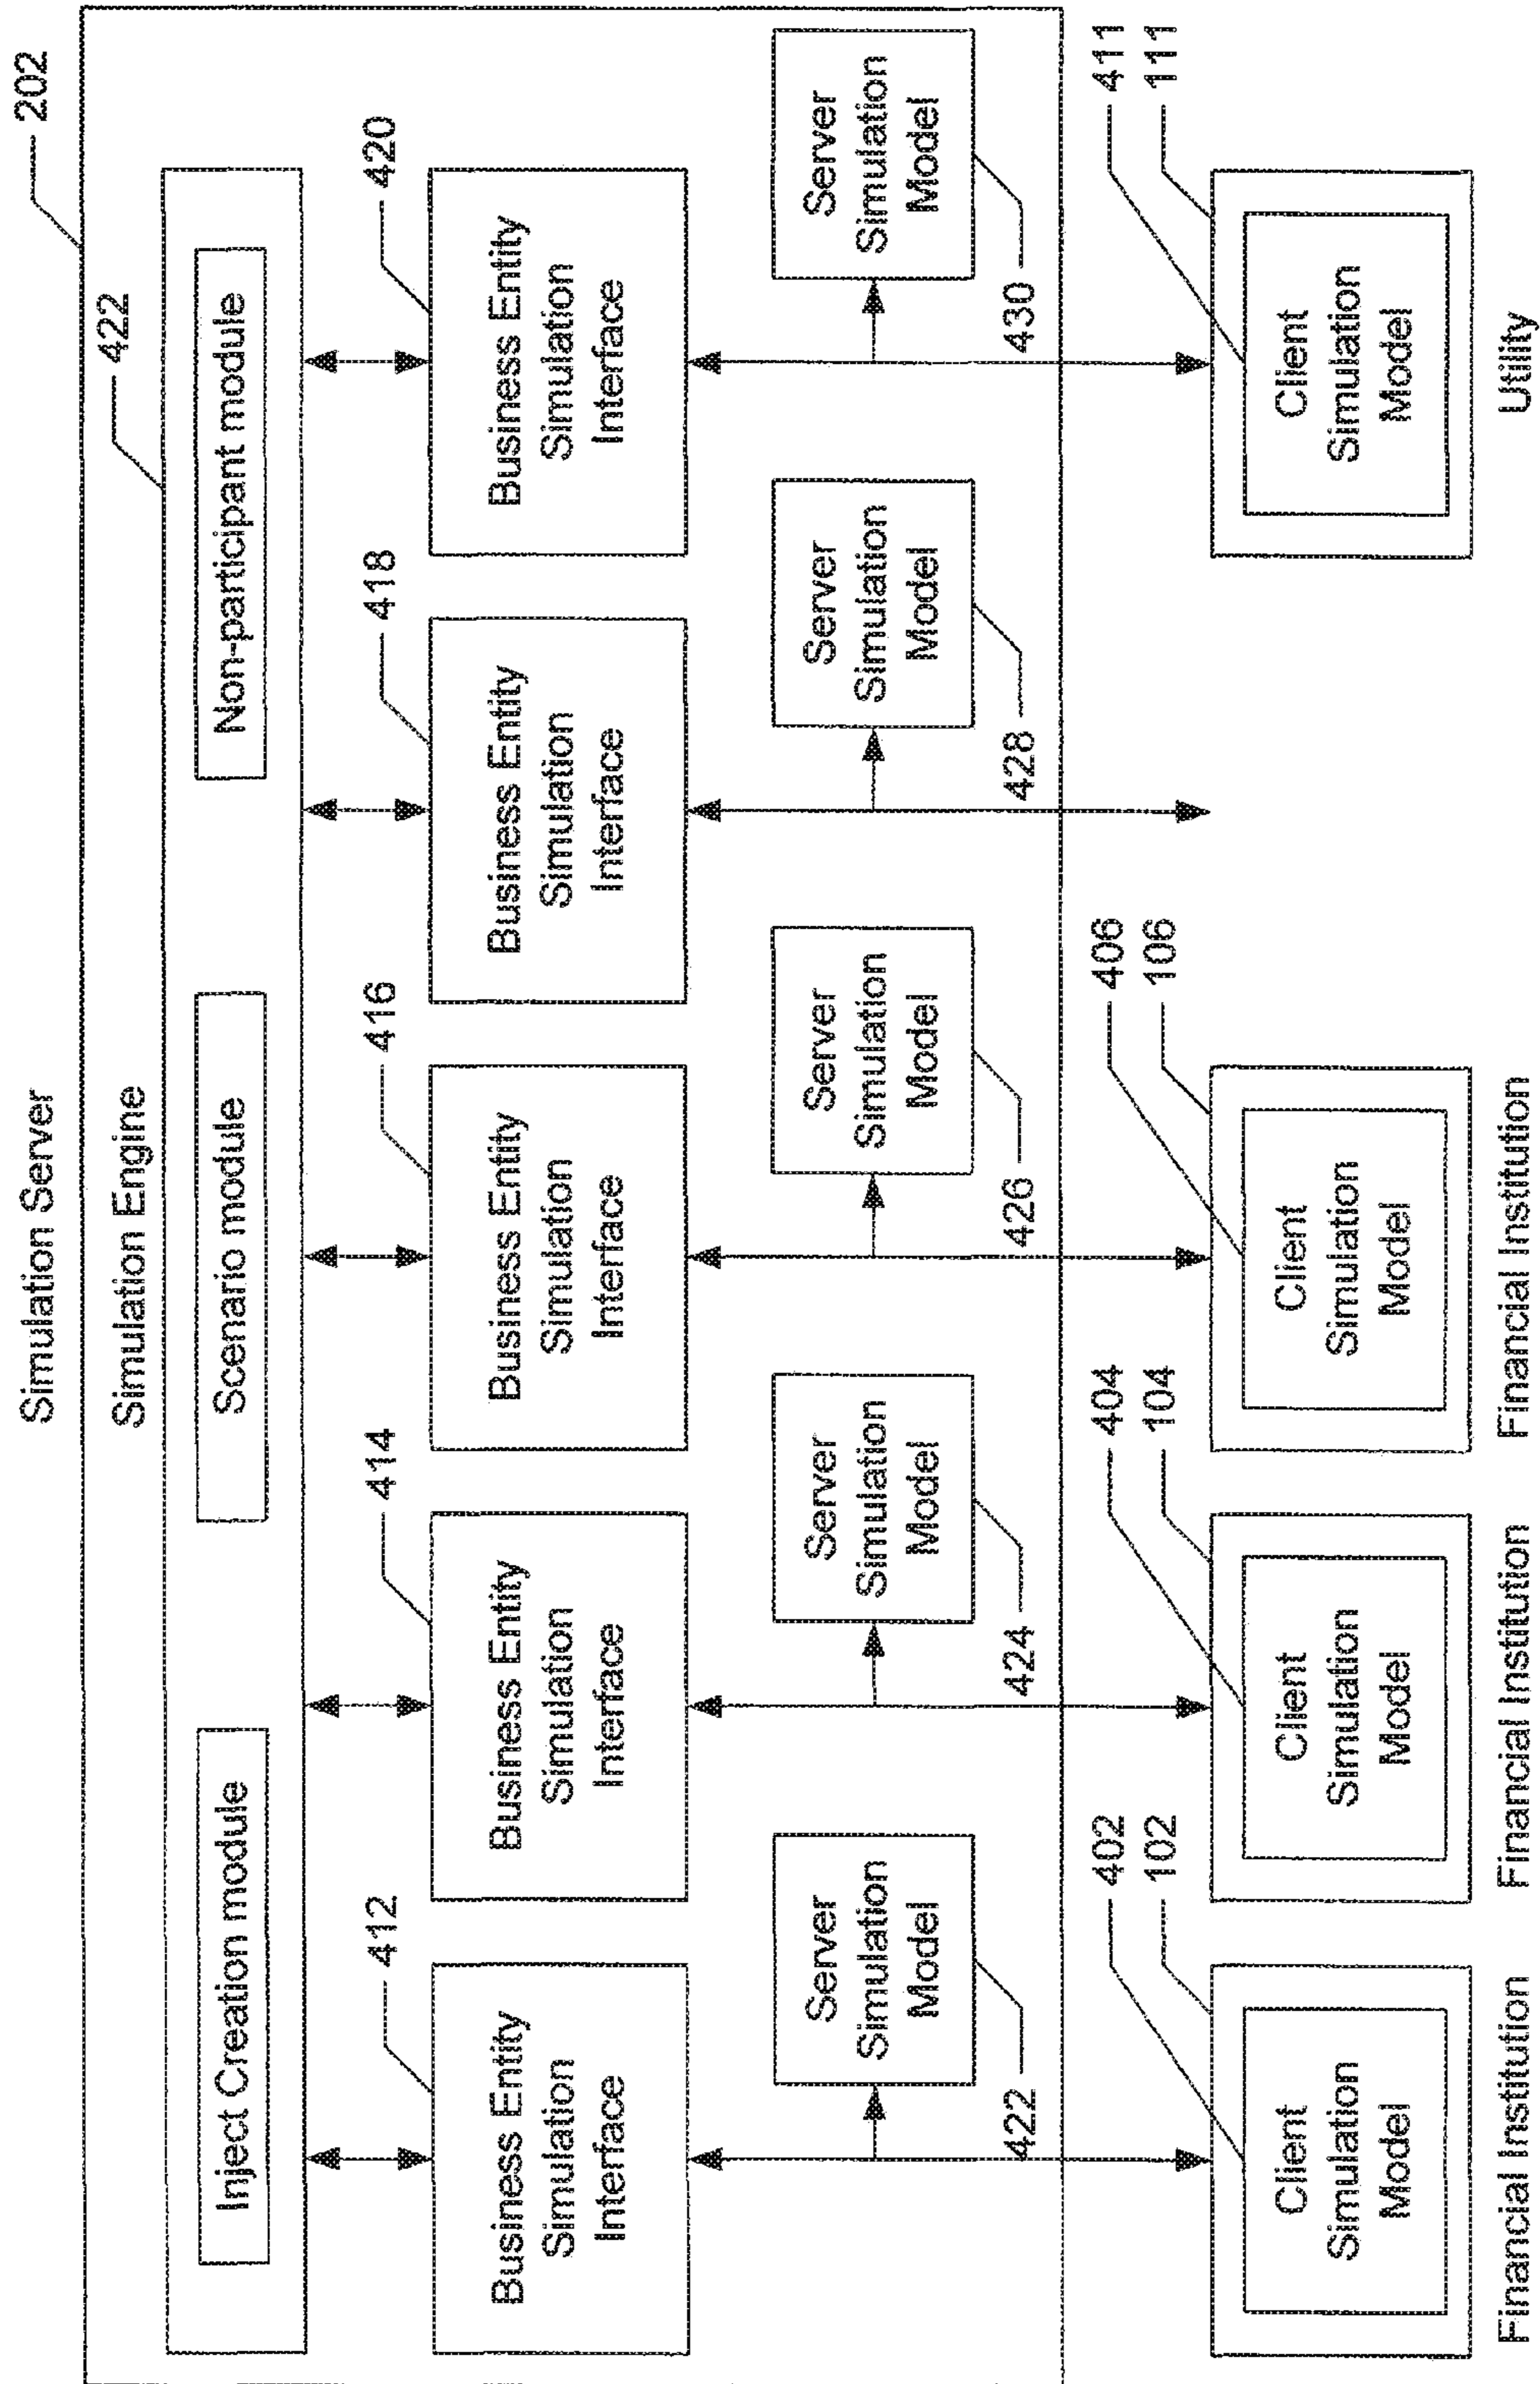 Simulation Server
202
Simulation Engine
422
Inject Creation module
Scenario module
Non-participant module
412
414
416
418
420
Business Entity
Simulation
Interface
Business Entity
Simulation
Interface
Business Entity
Simulation
Interface
Business Entity
Simulation
Interface
Business Entity
Simulation
Interface
Server
Simulation
Model
Server
Simulation
Model
Server
Simulation
Model
Server
Simulation
Model
Server
Simulation
Model
422
424
426
428
430
402
102
404
104
406
106
411
111
Client
Simulation
Model
Client
Simulation
Model
Client
Simulation
Model
Client
Simulation
Model
Financial Institution
Financial Institution
Financial Institution
Utility